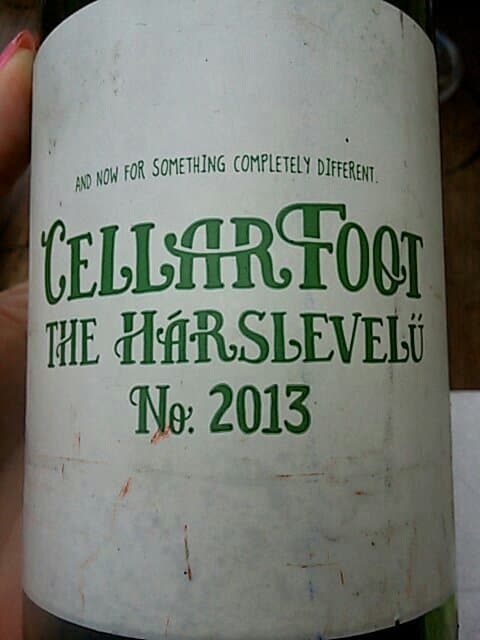 AND NOW FOR SOMETHING COMPLETELY DIFFERENT.
CELLARFOOT
THE HÁRSLEVELŰ
No. 2013